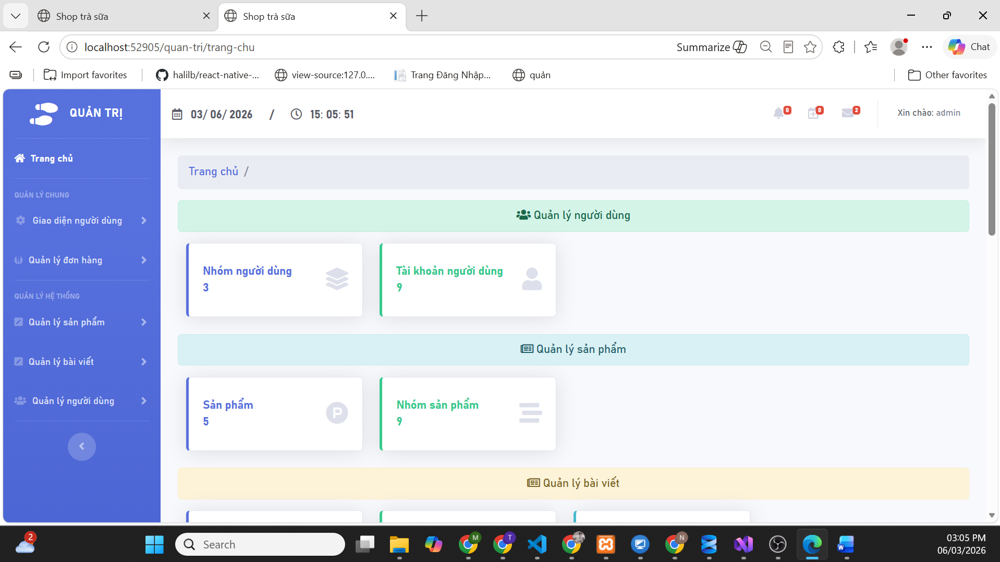 Shop trà sữa
Shop trà sữa
localhost:52905/quan-tri/trang-chu
Summarize
Chat
Import favorites
halilb/react-native-...
view-source:127.0....
Trang Đăng Nhập...
quản
Other favorites
QUẢN TRỊ
03/ 06/ 2026 / 15: 05: 51
0
0
2
Xin chào: admin
Trang chủ
QUẢN LÝ CHUNG
Giao diện người dùng
Quản lý đơn hàng
QUẢN LÝ HỆ THỐNG
Quản lý sản phẩm
Quản lý bài viết
Quản lý người dùng
Trang chủ /
Quản lý người dùng
Nhóm người dùng
3
Tài khoản người dùng
9
Quản lý sản phẩm
Sản phẩm
5
P
Nhóm sản phẩm
9
Quản lý bài viết
2
Search
M
T
N
W
03:05 PM
06/03/2026